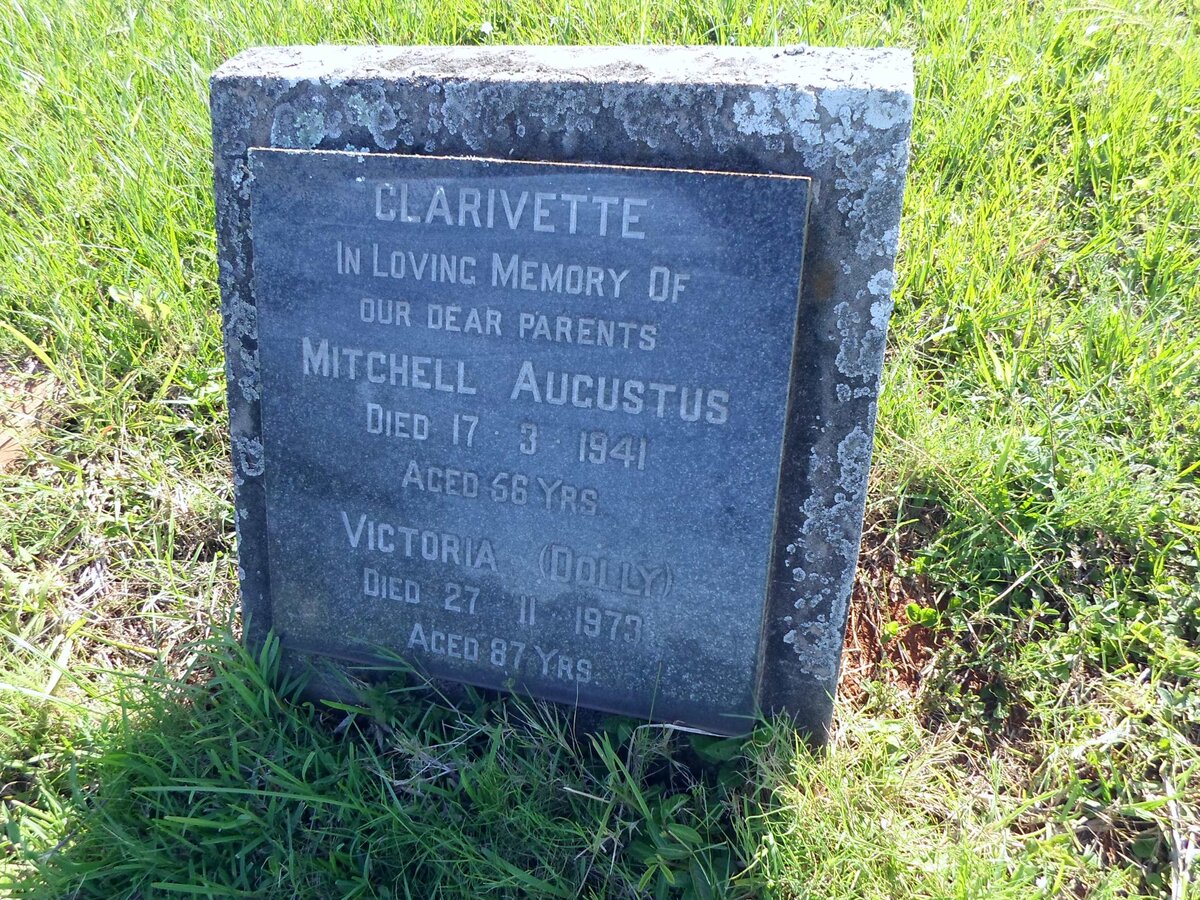 CLARIVETTE
IN LOVING MEMORY OF
OUR DEAR PARENTS
MITCHELL AUGUSTUS
DIED 17 3 1941
AGED YRS
VICTORIA (DOLLY)
DIED 27 11 1973
AGED 87 YRS